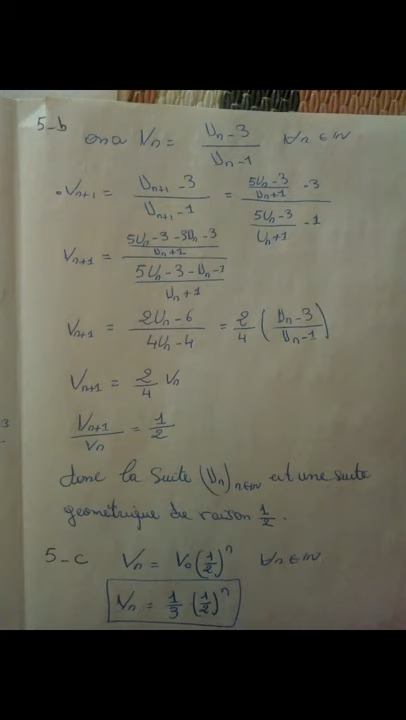 5-b
on a Vn = (Un-3)/(Un-1) ∀n∈IN
• Vn+1 = (Un+1 -3)/(Un+1 -1) = ((5Un-3)/(Un+1) -3)/((5Un-3)/(Un+1) -1)
Vn+1 = ((5Un-3-3Un-3)/(Un+1))/((5Un-3-Un-1)/(Un+1))
Vn+1 = (2Un-6)/(4Un-4) = 2/4 ((Un-3)/(Un-1))
Vn+1 = 2/4 Vn
Vn+1/Vn = 1/2
donc la suite (Un)n∈IN est une suite
géométrique de raison 1/2.
5-c Vn = V0(1/2)^n ∀n∈IN
Vn = 1/3 (1/2)^n